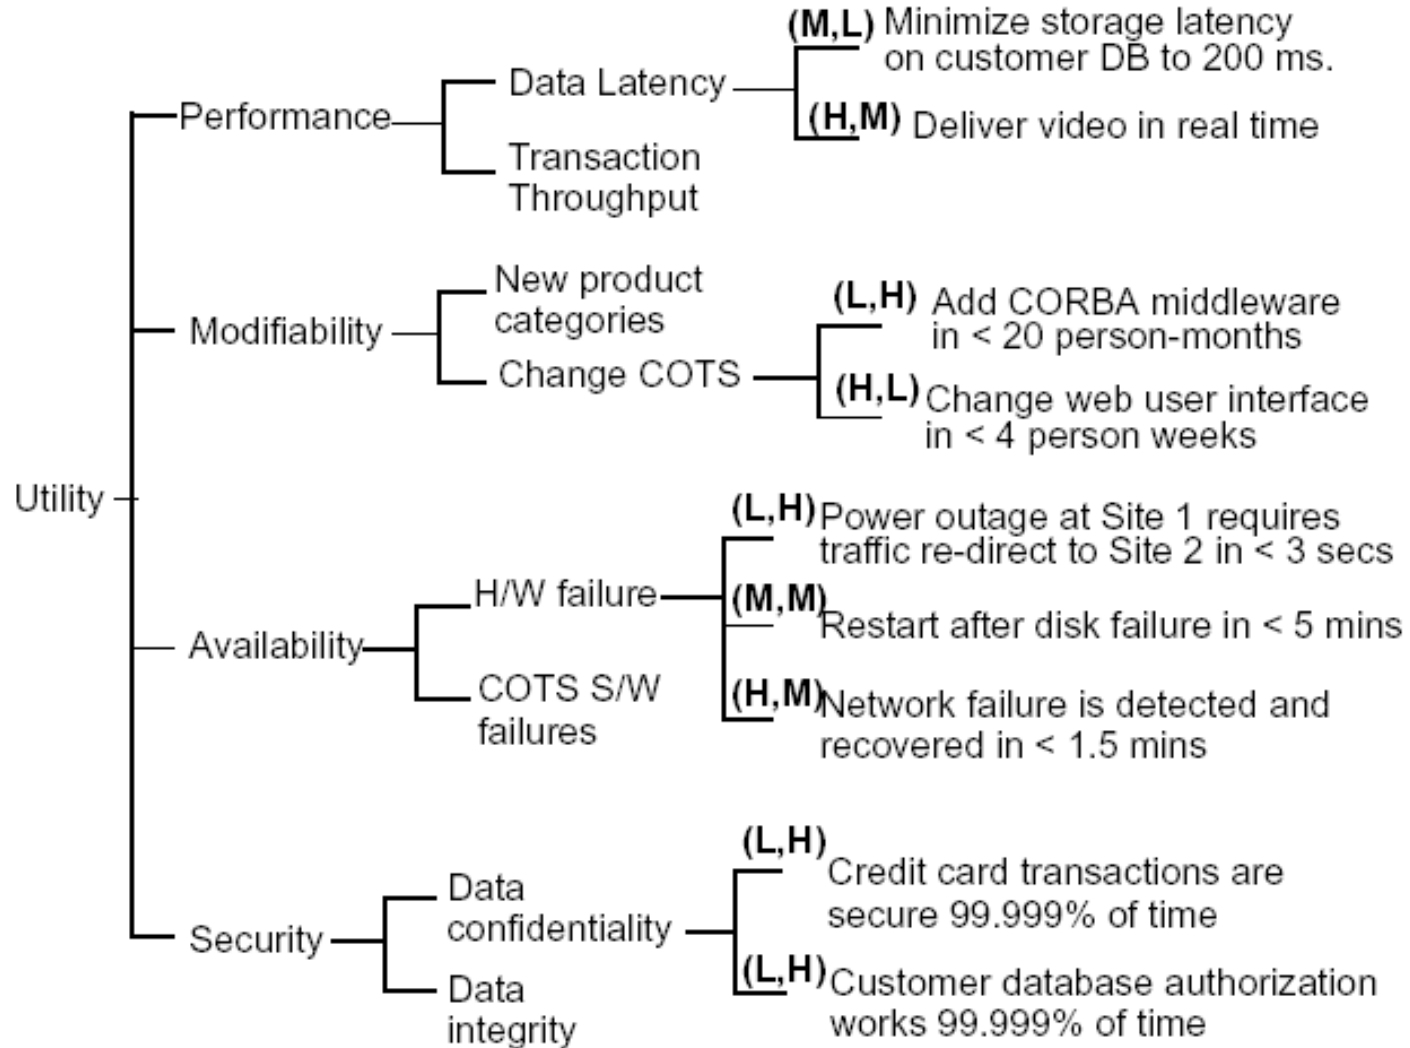 (M,L) Minimize storage latency
on customer DB to 200 ms.
Data Latency
(H,M) Deliver video in real time
Performance
Transaction
Throughput
New product
categories
(L,H) Add CORBA middleware
in < 20 person-months
Modifiability
Change COTS
(H,L) Change web user interface
in < 4 person weeks
Utility
(L,H) Power outage at Site 1 requires
traffic re-direct to Site 2 in < 3 secs
H/W failure
(M,M) Restart after disk failure in < 5 mins
Availability
COTS S/W
failures
(H,M) Network failure is detected and
recovered in < 1.5 mins
(L,H) Credit card transactions are
secure 99.999% of time
Data
confidentiality
Security
(L,H) Customer database authorization
works 99.999% of time
Data
integrity